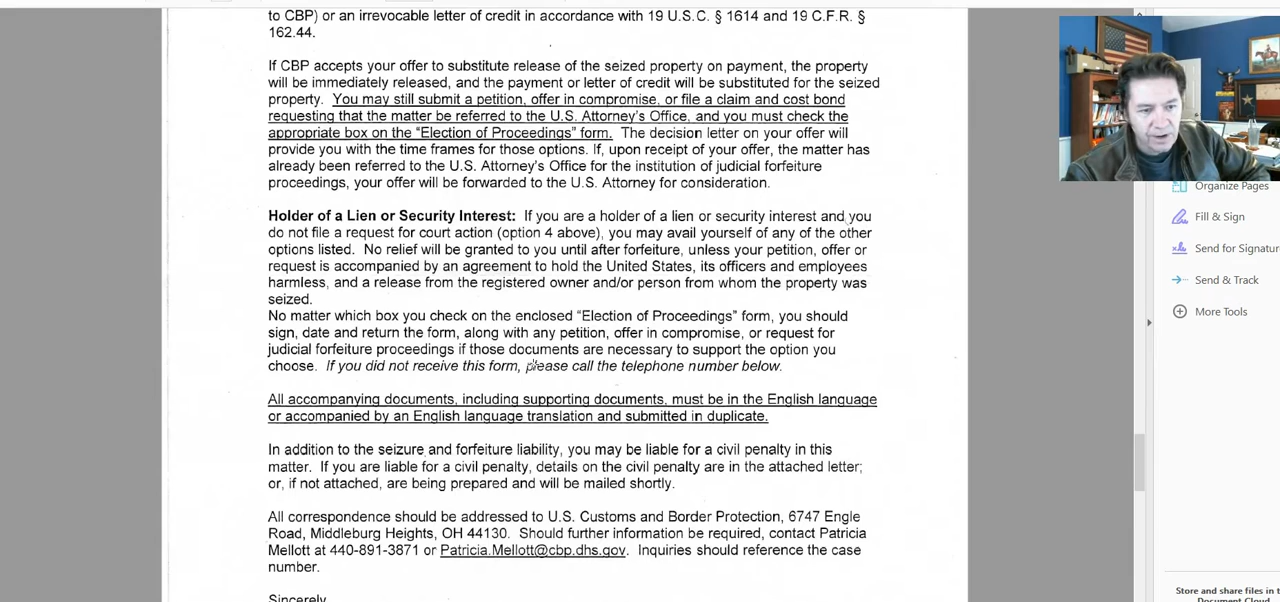 to CBP) or an irrevocable letter of credit in accordance with 19 U.S.C. § 1614 and 19 C.F.R. §
162.44.
If CBP accepts your offer to substitute release of the seized property on payment, the property
will be immediately released, and the payment or letter of credit will be substituted for the seized
property. You may still submit a petition, offer in compromise, or file a claim and cost bond
requesting that the matter be referred to the U.S. Attorney's Office, and you must check the
appropriate box on the "Election of Proceedings" form. The decision letter on your offer will
provide you with the time frames for those options. If, upon receipt of your offer, the matter has
already been referred to the U.S. Attorney's Office for the institution of judicial forfeiture
proceedings, your offer will be forwarded to the U.S. Attorney for consideration.
Holder of a Lien or Security Interest: If you are a holder of a lien or security interest and you
do not file a request for court action (option 4 above), you may avail yourself of any of the other
options listed. No relief will be granted to you until after forfeiture, unless your petition, offer or
request is accompanied by an agreement to hold the United States, its officers and employees
harmless, and a release from the registered owner and/or person from whom the property was
seized.
No matter which box you check on the enclosed "Election of Proceedings" form, you should
sign, date and return the form, along with any petition, offer in compromise, or request for
judicial forfeiture proceedings if those documents are necessary to support the option you
choose. If you did not receive this form, please call the telephone number below.
All accompanying documents, including supporting documents, must be in the English language
or accompanied by an English language translation and submitted in duplicate.
In addition to the seizure and forfeiture liability, you may be liable for a civil penalty in this
matter. If you are liable for a civil penalty, details on the civil penalty are in the attached letter;
or, if not attached, are being prepared and will be mailed shortly.
All correspondence should be addressed to U.S. Customs and Border Protection, 6747 Engle
Road, Middleburg Heights, OH 44130. Should further information be required, contact Patricia
Mellott at 440-891-3871 or Patricia.Mellott@cbp.dhs.gov. Inquiries should reference the case
number.
Sincerely
Organize Pages
Fill & Sign
Send for Signatur
Send & Track
More Tools
Store and share files in t
Document Cloud